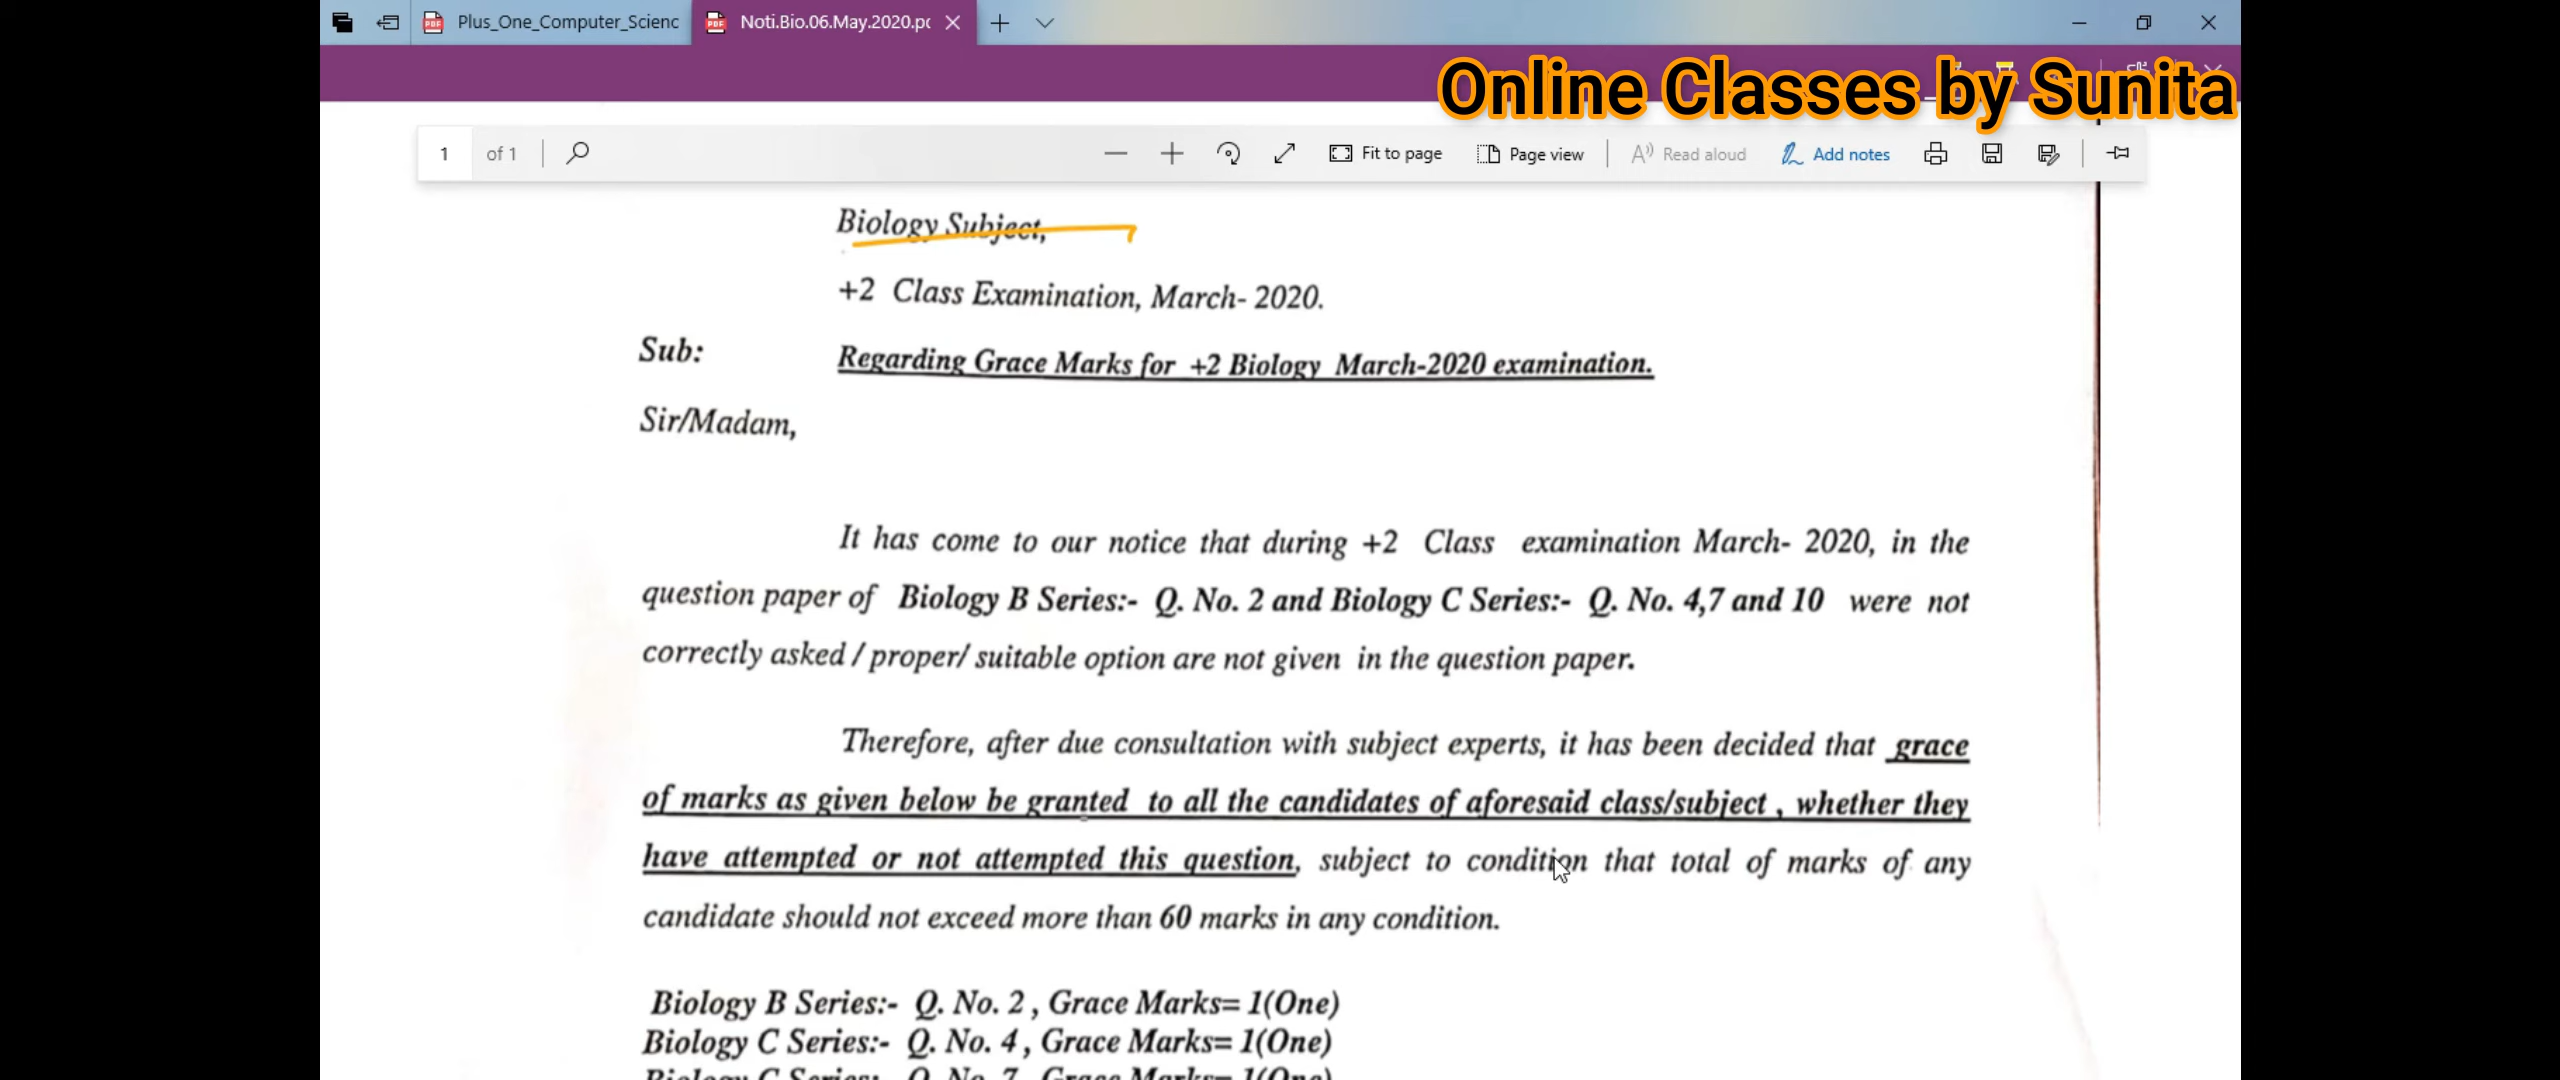 Plus_One_Computer_Scienc
Noti.Bio.06.May.2020.p
Online Classes by Sunita
1 of 1
Fit to page
Page view
Read aloud
Add notes
Biology Subject,
+2 Class Examination, March- 2020.
Sub: Regarding Grace Marks for +2 Biology March-2020 examination.
Sir/Madam,
It has come to our notice that during +2 Class examination March- 2020, in the
question paper of Biology B Series:- Q. No. 2 and Biology C Series:- Q. No. 4,7 and 10 were not
correctly asked / proper/ suitable option are not given in the question paper.
Therefore, after due consultation with subject experts, it has been decided that grace
of marks as given below be granted to all the candidates of aforesaid class/subject , whether they
have attempted or not attempted this question, subject to condition that total of marks of any
candidate should not exceed more than 60 marks in any condition.
Biology B Series:- Q. No. 2 , Grace Marks= 1(One)
Biology C Series:- Q. No. 4 , Grace Marks= 1(One)
Biology C Series:- Q. No. 7 , Grace Marks= 1(One)